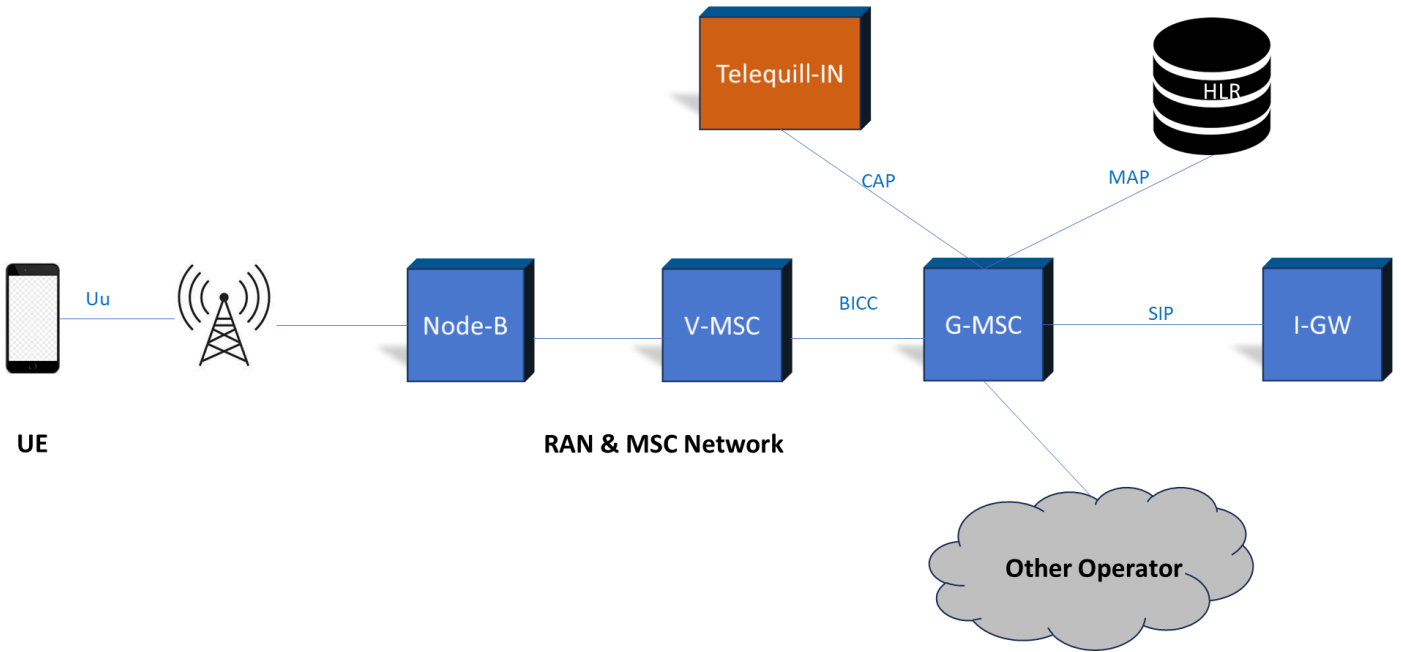 Telequill-IN
HLR
CAP
MAP
Uu
Node-B
V-MSC
BICC
G-MSC
SIP
I-GW
UE
RAN & MSC Network
Other Operator